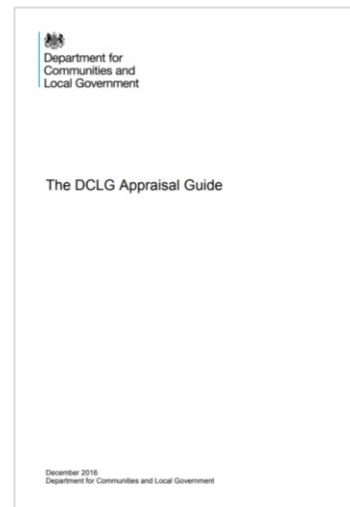 Department for
Communities and
Local Government
The DCLG Appraisal Guide
December 2016
Department for Communities and Local Government